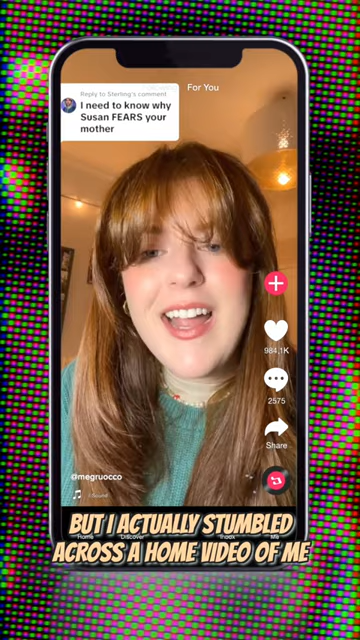 For You
Reply to Sterling's comment
I need to know why
Susan FEARS your
mother
984.1K
2575
Share
@megruocco
BUT I ACTUALLY STUMBLED
Home Discover Inbox Me
ACROSS A HOME VIDEO OF ME